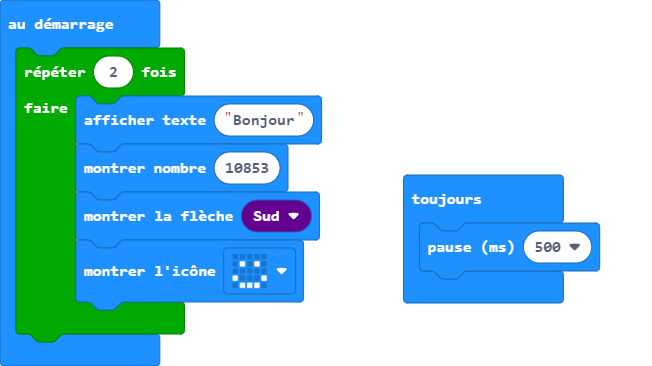 au démarrage
répéter 2 fois
faire
afficher texte "Bonjour"
montrer nombre 10853
montrer la flèche Sud
montrer l'icône
toujours
pause (ms) 500